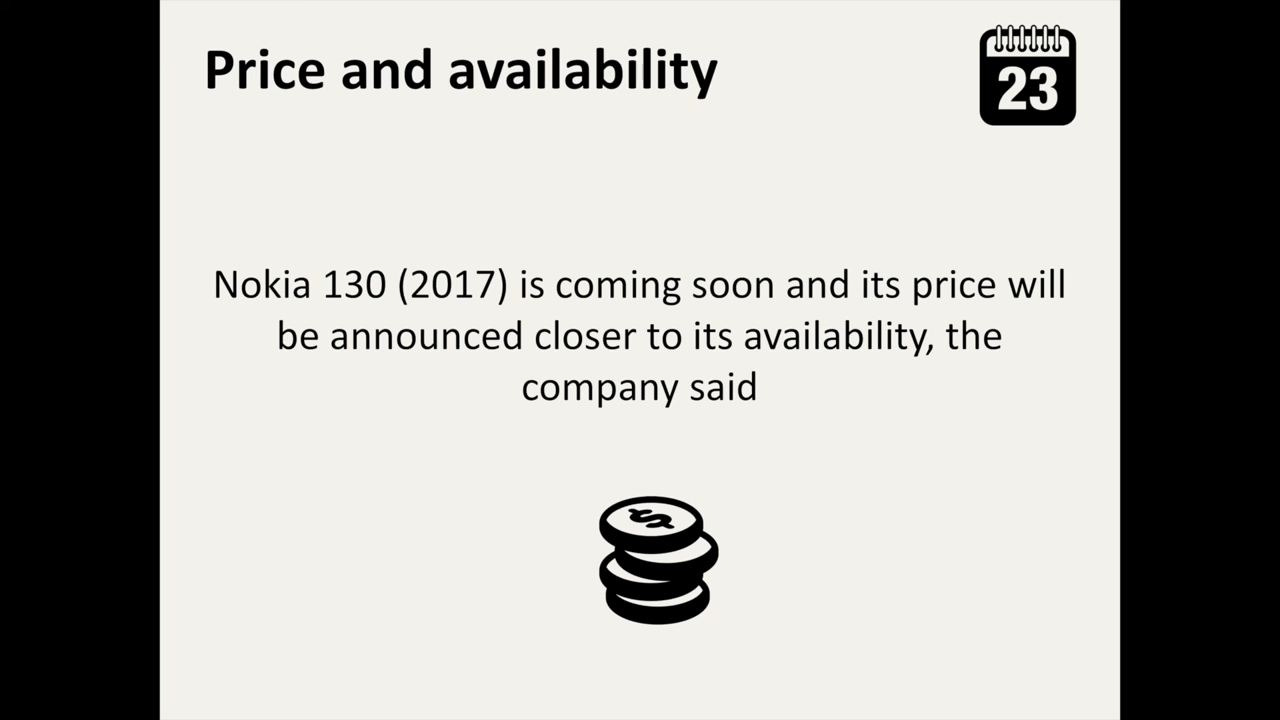 Price and availability
23
Nokia 130 (2017) is coming soon and its price will
be announced closer to its availability, the
company said
$